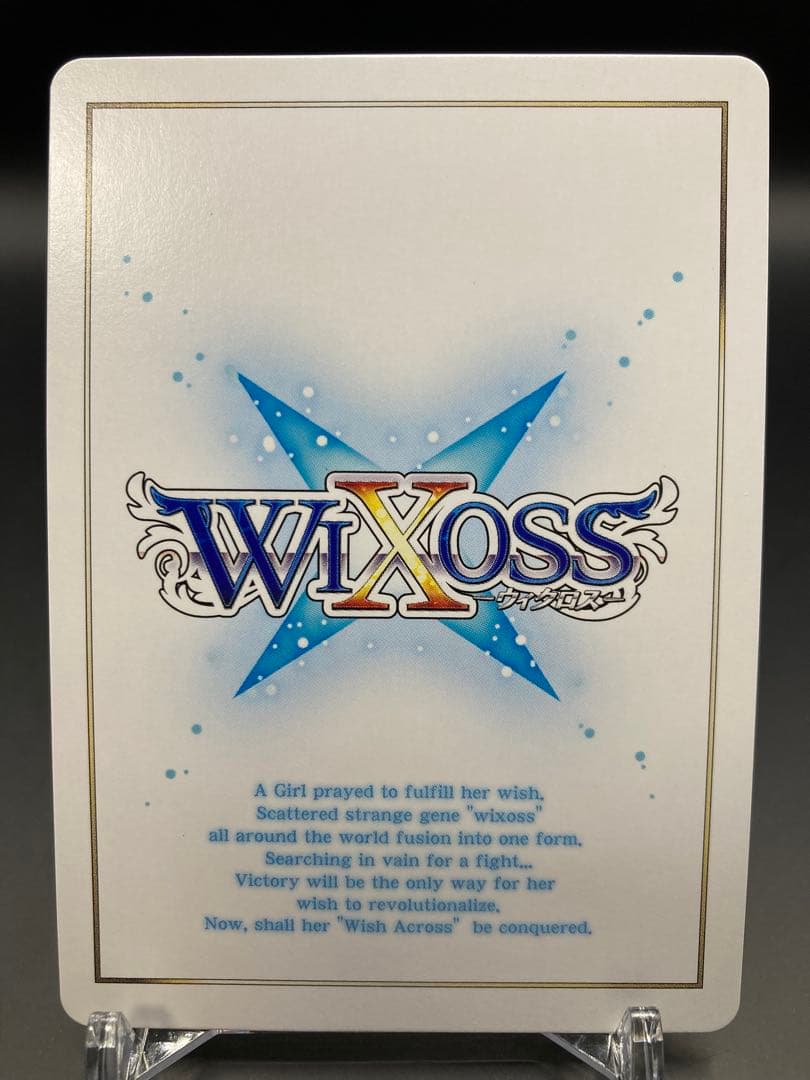 WIXOSS
ーウィクロスー
A Girl prayed to fulfill her wish.
Scattered strange gene "wixoss"
all around the world fusion into one form.
Searching in vain for a fight...
Victory will be the only way for her
wish to revolutionalize.
Now, shall her "Wish Across" be conquered.